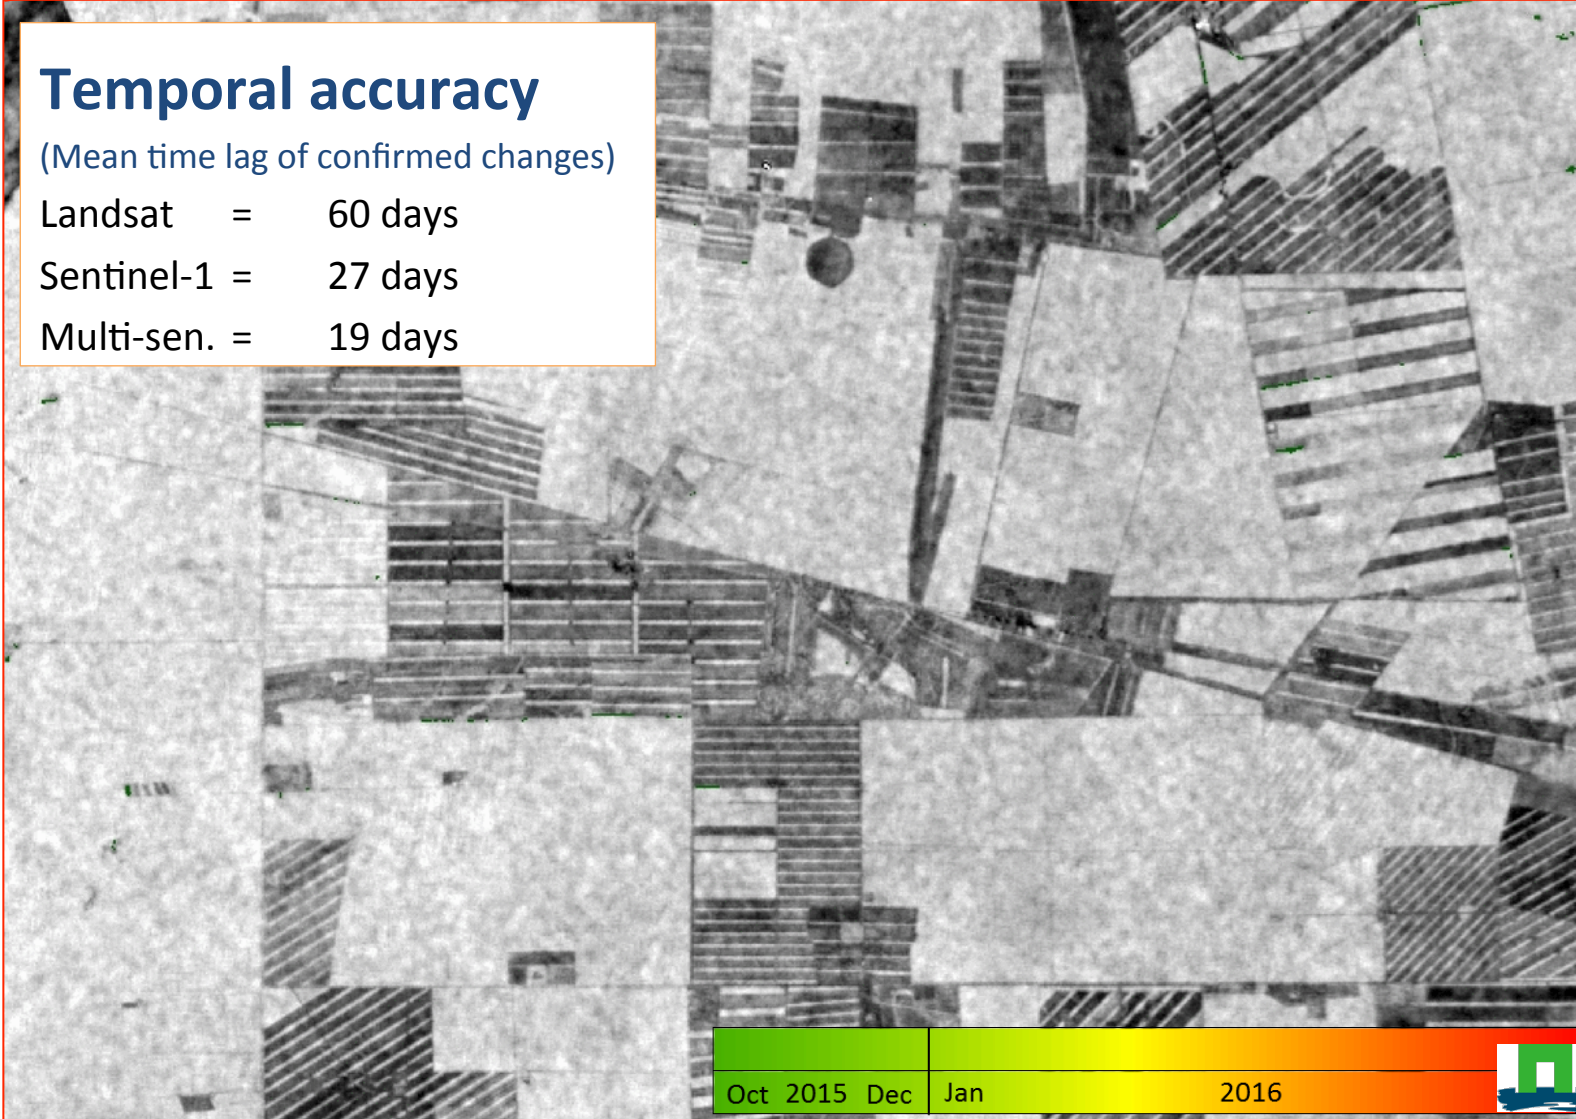 Temporal accuracy
(Mean time lag of confirmed changes)
Landsat = 60 days
Sentinel-1 = 27 days
Multi-sen. = 19 days
Oct 2015 Dec Jan 2016